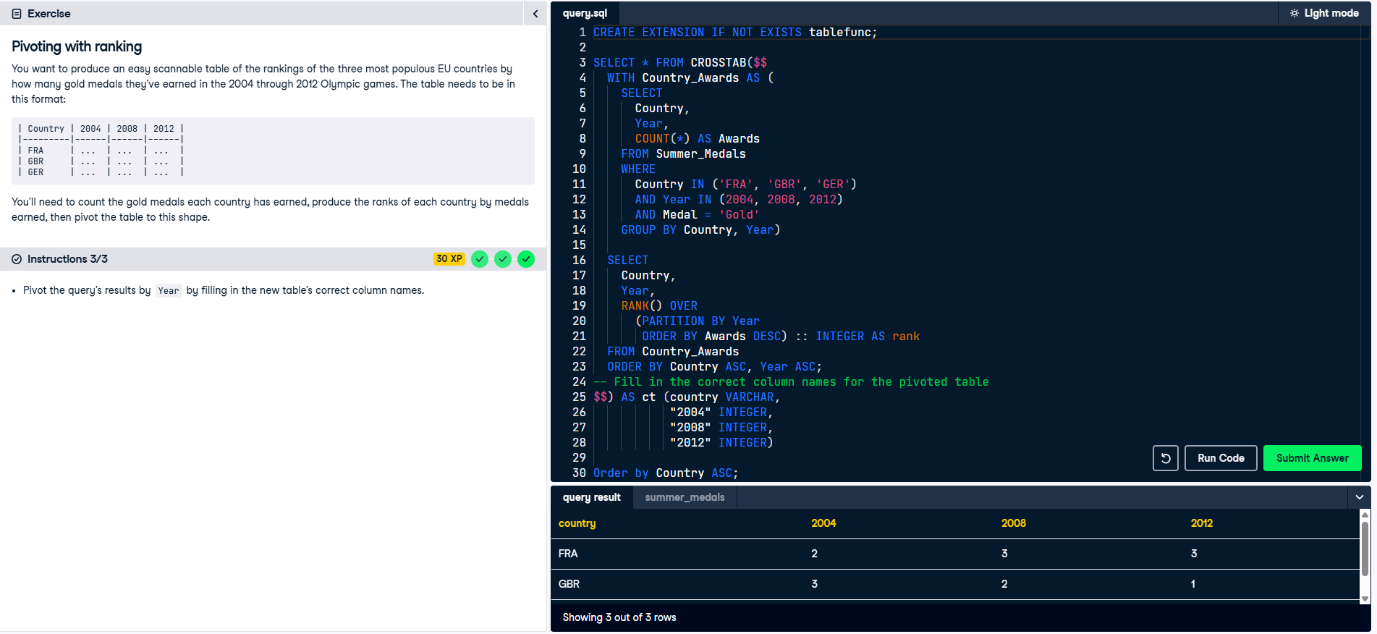 Exercise
Pivoting with ranking
You want to produce an easy scannable table of the rankings of the three most populous EU countries by
how many gold medals they've earned in the 2004 through 2012 Olympic games. The table needs to be in
this format:
| Country | 2004 | 2008 | 2012 |
|---------|------|------|------|
| FRA     | ...  | ...  | ...  |
| GBR     | ...  | ...  | ...  |
| GER     | ...  | ...  | ...  |
You'll need to count the gold medals each country has earned, produce the ranks of each country by medals
earned, then pivot the table to this shape.
Instructions 3/3
30 XP
• Pivot the query's results by Year by filling in the new table's correct column names.
query.sql
Light mode
1 CREATE EXTENSION IF NOT EXISTS tablefunc;
2
3 SELECT * FROM CROSSTAB($$
4   WITH Country_Awards AS (
5     SELECT
6       Country,
7       Year,
8       COUNT(*) AS Awards
9     FROM Summer_Medals
10     WHERE
11       Country IN ('FRA', 'GBR', 'GER')
12       AND Year IN (2004, 2008, 2012)
13       AND Medal = 'Gold'
14     GROUP BY Country, Year)
15
16   SELECT
17     Country,
18     Year,
19     RANK() OVER
20       (PARTITION BY Year
21        ORDER BY Awards DESC) :: INTEGER AS rank
22   FROM Country_Awards
23   ORDER BY Country ASC, Year ASC;
24 -- Fill in the correct column names for the pivoted table
25 $$) AS ct (country VARCHAR,
26            "2004" INTEGER,
27            "2008" INTEGER,
28            "2012" INTEGER)
29
30 Order by Country ASC;
Run Code
Submit Answer
query result
summer_medals
country 2004 2008 2012
FRA 2 3 3
GBR 3 2 1
Showing 3 out of 3 rows